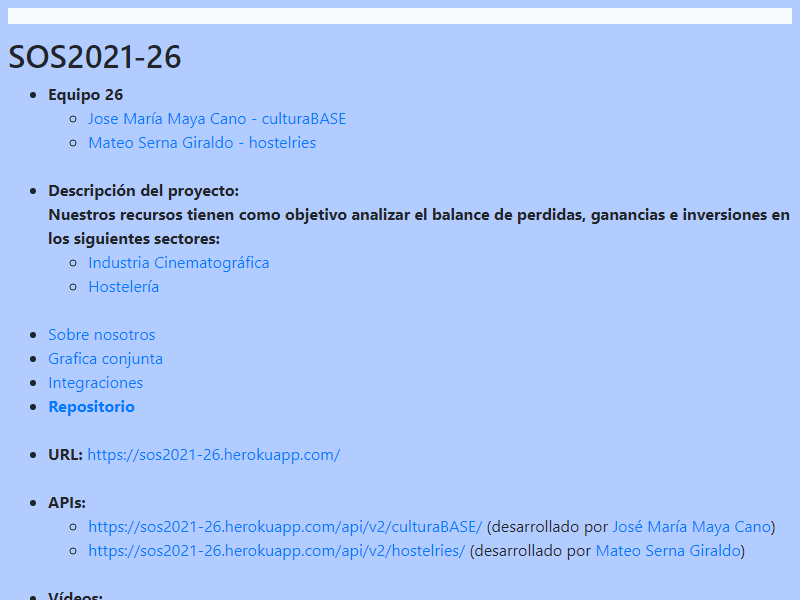 SOS2021-26
Equipo 26
Jose María Maya Cano - culturaBASE
Mateo Serna Giraldo - hostelries
Descripción del proyecto:
Nuestros recursos tienen como objetivo analizar el balance de perdidas, ganancias e inversiones en
los siguientes sectores:
Industria Cinematográfica
Hostelería
Sobre nosotros
Grafica conjunta
Integraciones
Repositorio
URL: https://sos2021-26.herokuapp.com/
APIs:
https://sos2021-26.herokuapp.com/api/v2/culturaBASE/ (desarrollado por José María Maya Cano)
https://sos2021-26.herokuapp.com/api/v2/hostelries/ (desarrollado por Mateo Serna Giraldo)
Vídeos: